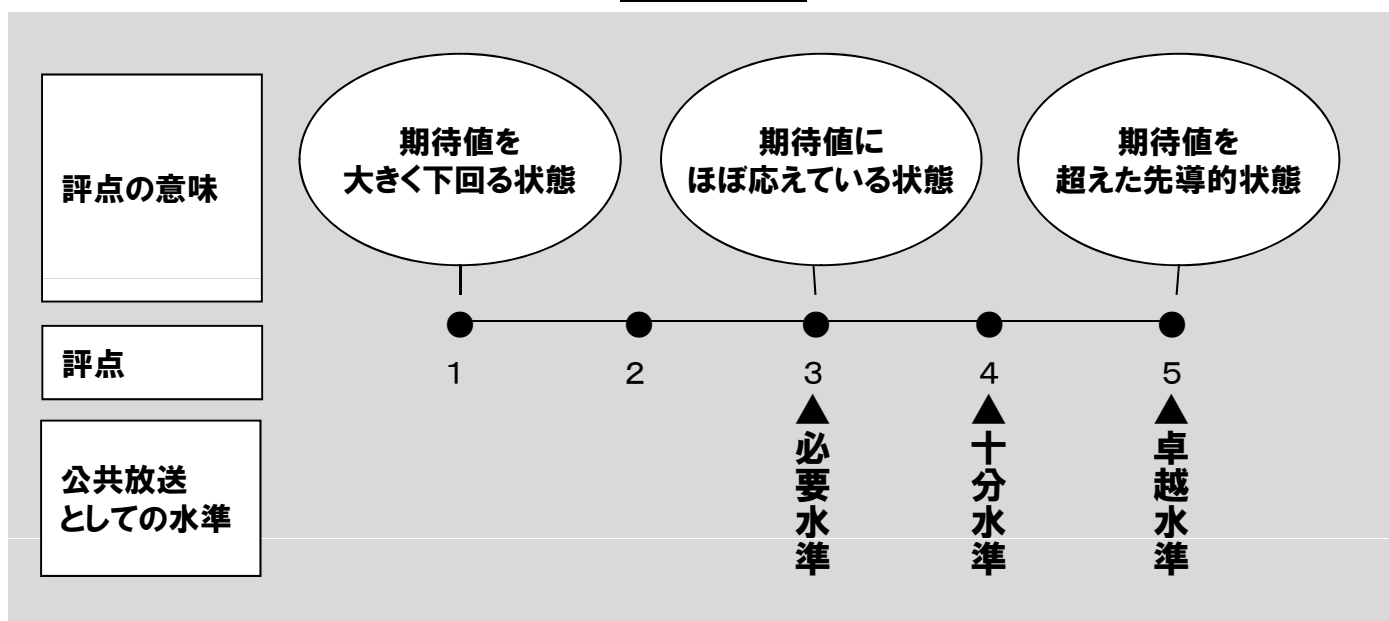 評点の意味
期待値を
大きく下回る状態
期待値に
ほぼ応えている状態
期待値を
超えた先導的状態
評点
1 2 3 4 5
公共放送
としての水準
▲必要水準
▲十分水準
▲卓越水準